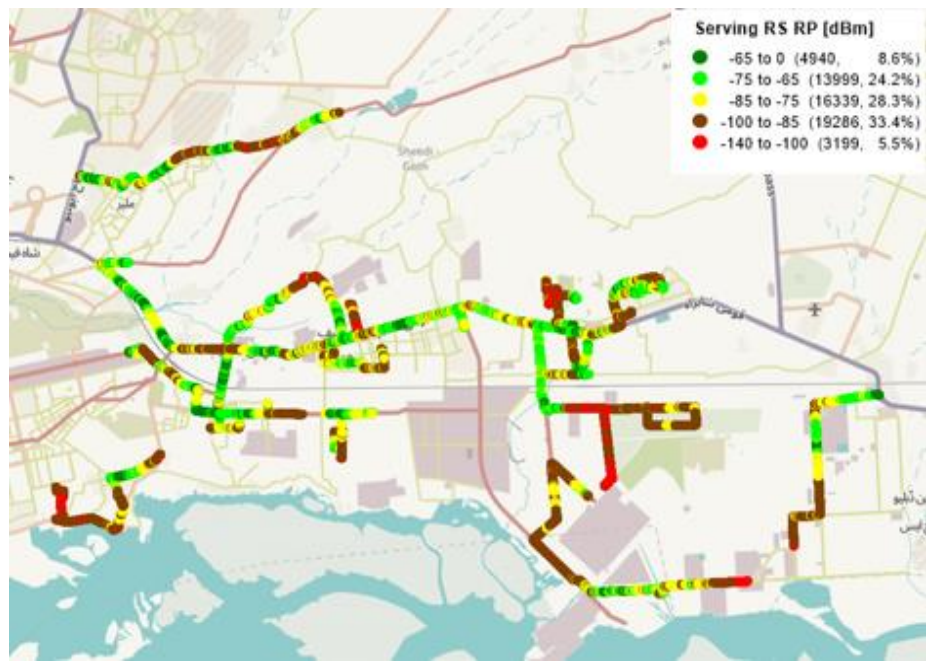 Serving RS RP [dBm]
-65 to 0 (4940, 8.6%)
-75 to -65 (13999, 24.2%)
-85 to -75 (16339, 28.3%)
-100 to -85 (19286, 33.4%)
-140 to -100 (3199, 5.5%)
ملیر